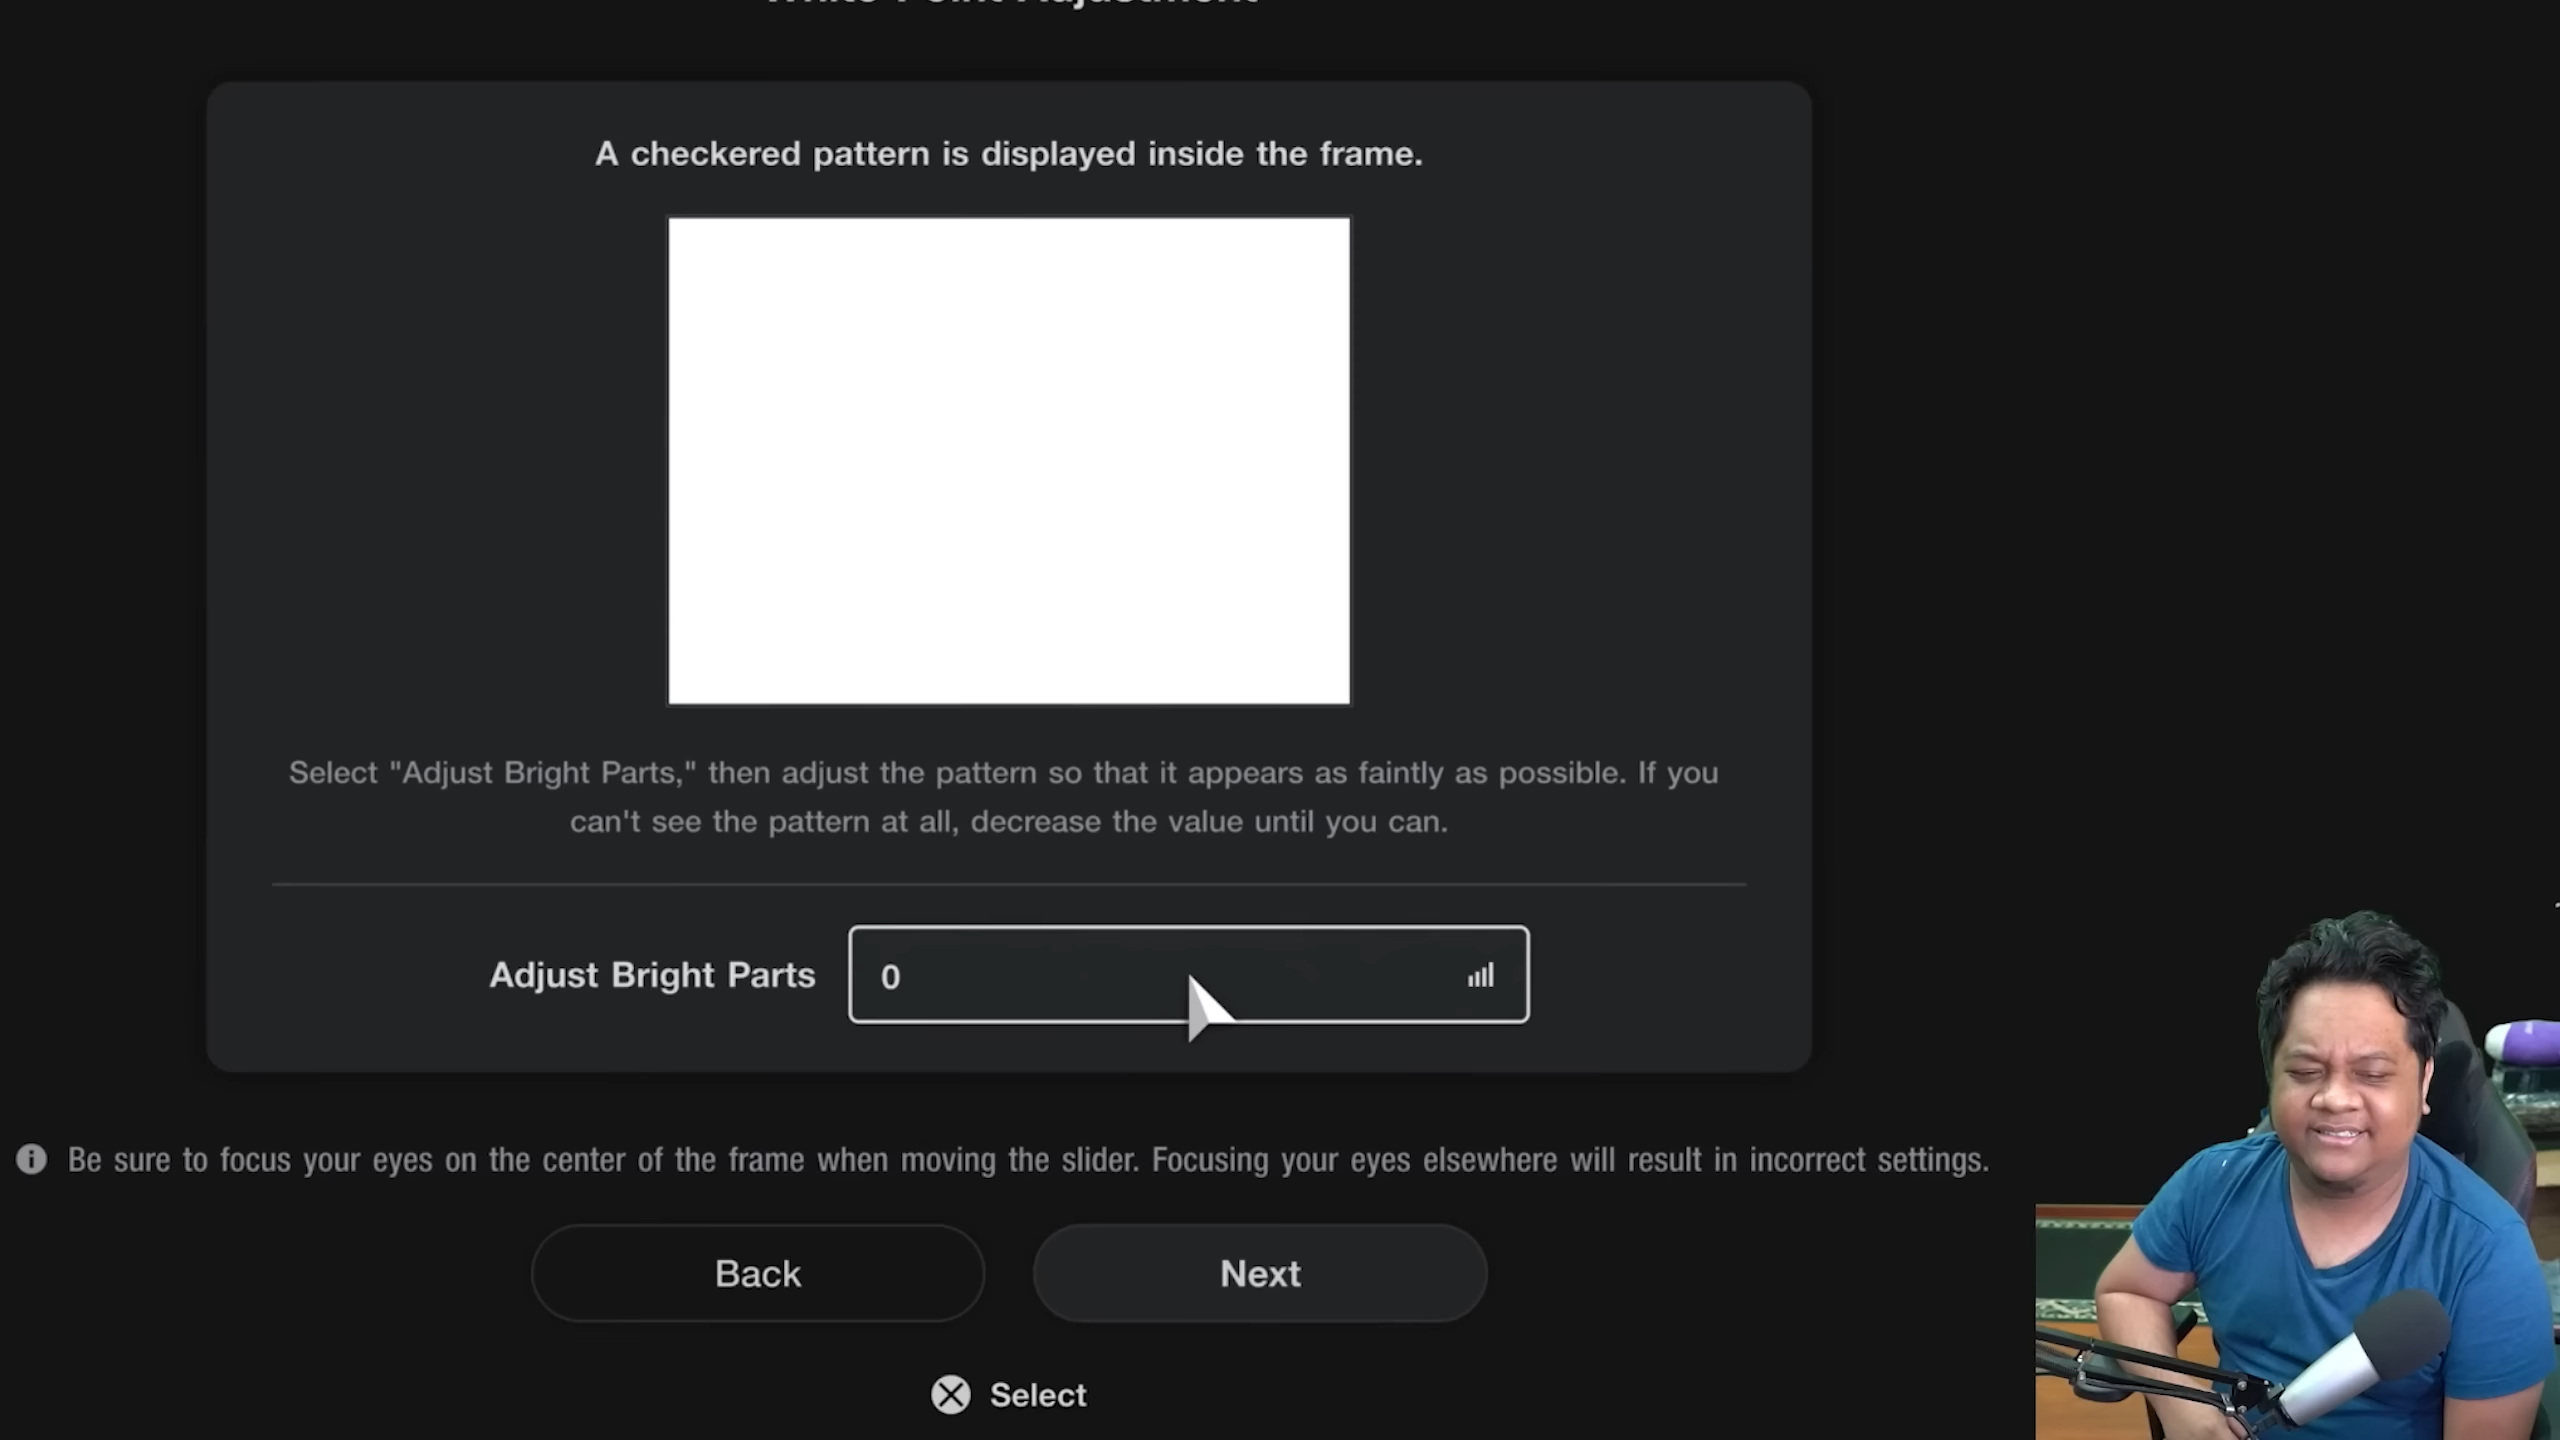 White Point Adjustment
A checkered pattern is displayed inside the frame.
Select "Adjust Bright Parts," then adjust the pattern so that it appears as faintly as possible. If you
can't see the pattern at all, decrease the value until you can.
Adjust Bright Parts 0
Be sure to focus your eyes on the center of the frame when moving the slider. Focusing your eyes elsewhere will result in incorrect settings.
Back Next
Select